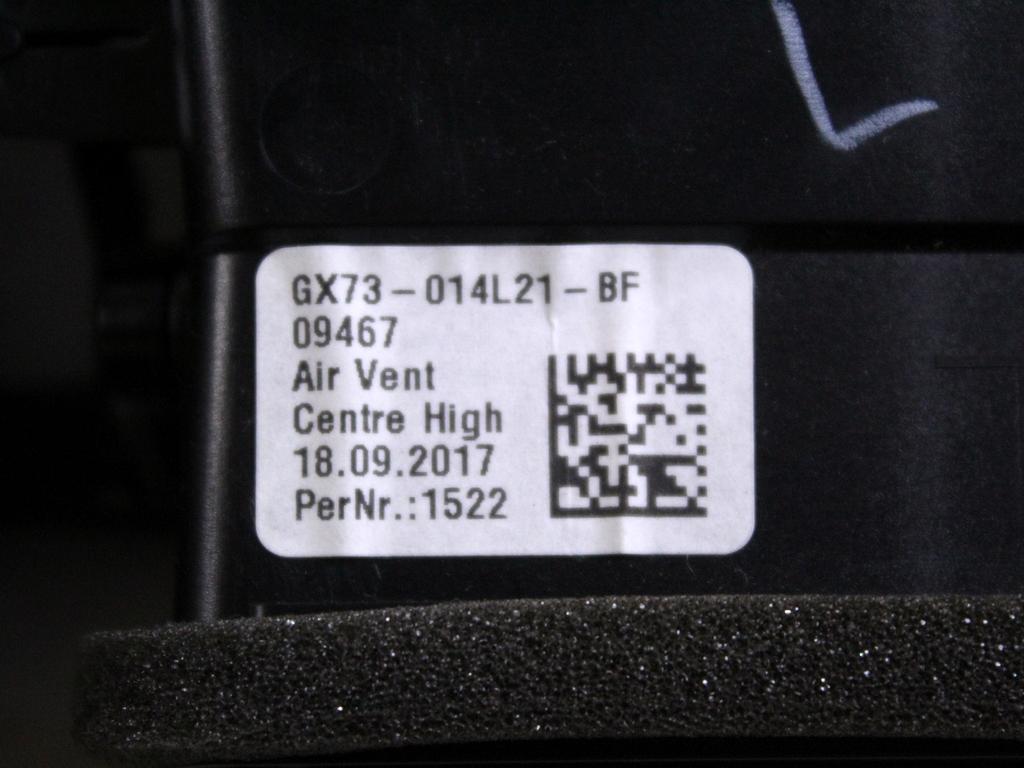 L
GX73-014L21-BF
09467
Air Vent
Centre High
18.09.2017
PerNr.:1522